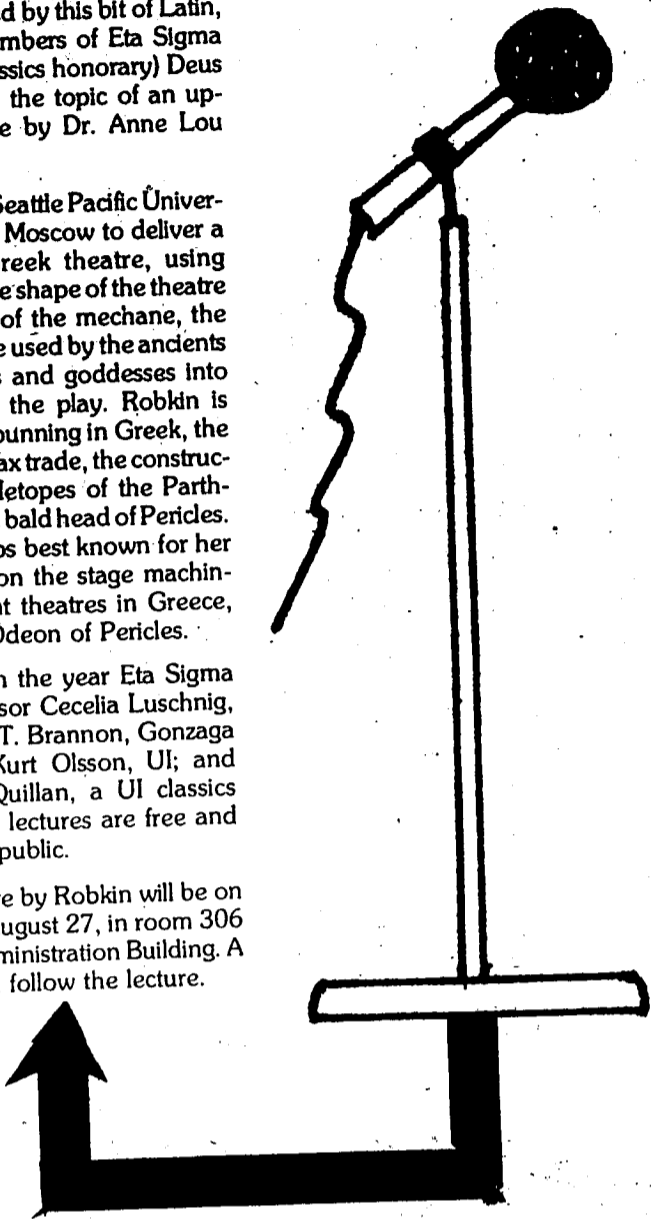 d by this bit of Latin,
mbers of Eta Sigma
ssics honorary) Deus
the topic of an up-
e by Dr. Anne Lou
Seattle Pacific Univer-
Moscow to deliver a
reek theatre, using
e shape of the theatre
of the mechane, the
e used by the ancients
s and goddesses into
the play. Robkin is
punning in Greek, the
ax trade, the construc-
letopes of the Parth-
bald head of Pericles.
os best known for her
on the stage machin-
nt theatres in Greece,
Odeon of Pericles.
n the year Eta Sigma
sor Cecelia Luschnig,
T. Brannon, Gonzaga
Kurt Olsson, UI; and
Quillan, a UI classics
lectures are free and
public.
e by Robkin will be on
ugust 27, in room 306
ministration Building. A
follow the lecture.